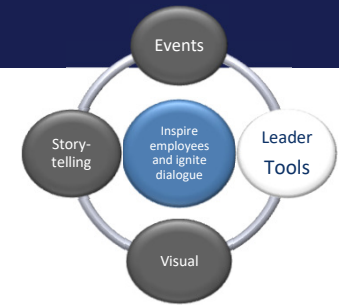 Events
Story-
telling
Inspire
employees
and ignite
dialogue
Leader
Tools
Visual